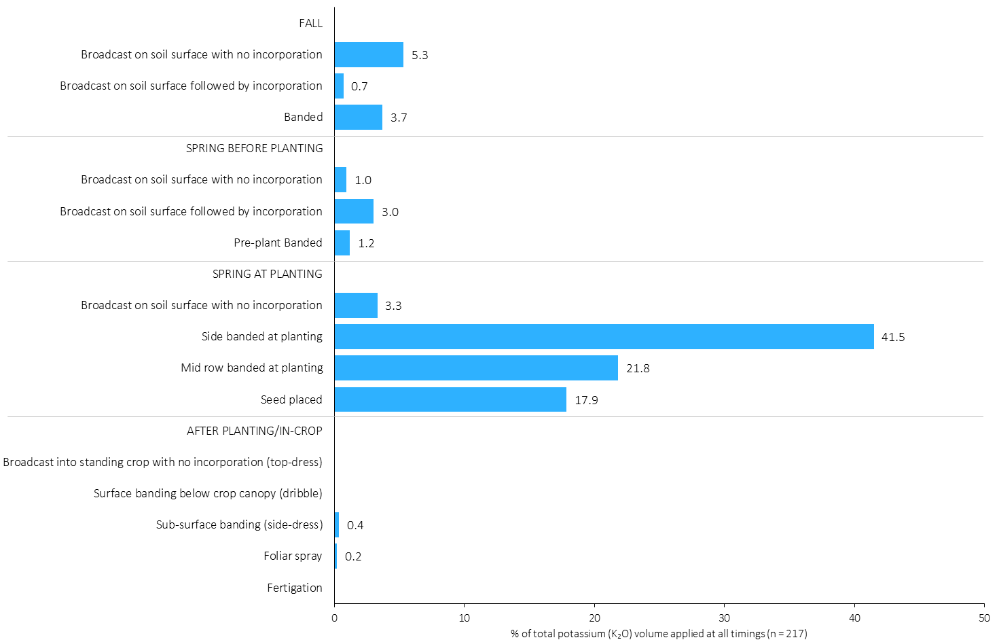 FALL
Broadcast on soil surface with no incorporation 5.3
Broadcast on soil surface followed by incorporation 0.7
Banded 3.7
SPRING BEFORE PLANTING
Broadcast on soil surface with no incorporation 1.0
Broadcast on soil surface followed by incorporation 3.0
Pre-plant Banded 1.2
SPRING AT PLANTING
Broadcast on soil surface with no incorporation 3.3
Side banded at planting 41.5
Mid row banded at planting 21.8
Seed placed 17.9
AFTER PLANTING/IN-CROP
Broadcast into standing crop with no incorporation (top-dress)
Surface banding below crop canopy (dribble)
Sub-surface banding (side-dress) 0.4
Foliar spray 0.2
Fertigation
0 10 20 30 40 50
% of total potassium (K₂O) volume applied at all timings (n = 217)